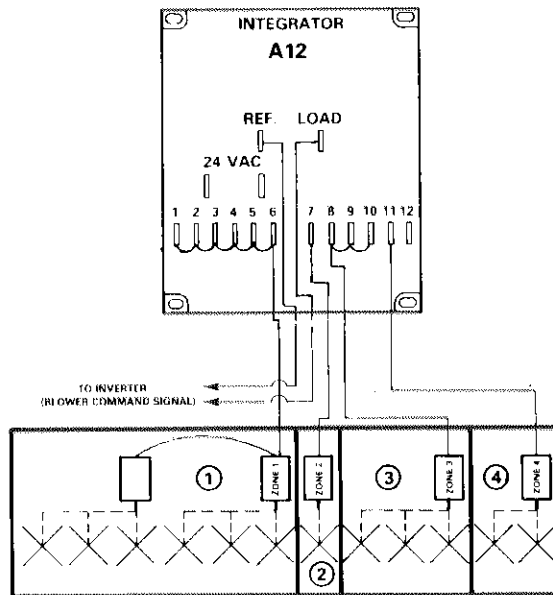 INTEGRATOR
A12
REF. LOAD
24 VAC
1 2 3 4 5 6 7 8 9 10 11 12
TO INVERTER
(BLOWER COMMAND SIGNAL)
1
ZONE 1
ZONE 2
2
3
ZONE 3
4
ZONE 4